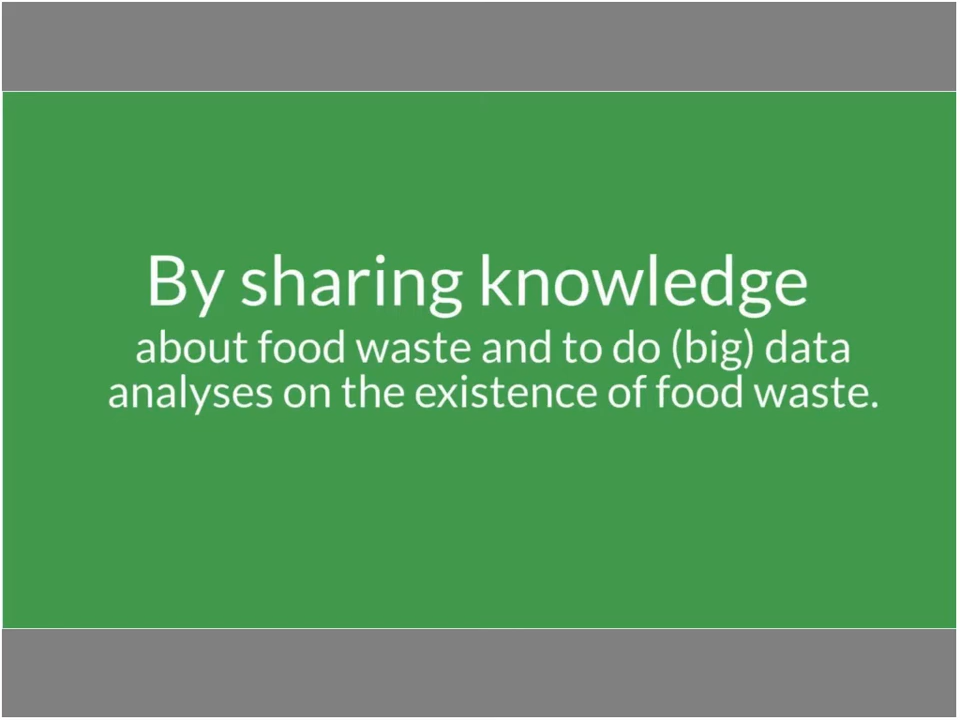 By sharing knowledge
about food waste and to do (big) data
analyses on the existence of food waste.